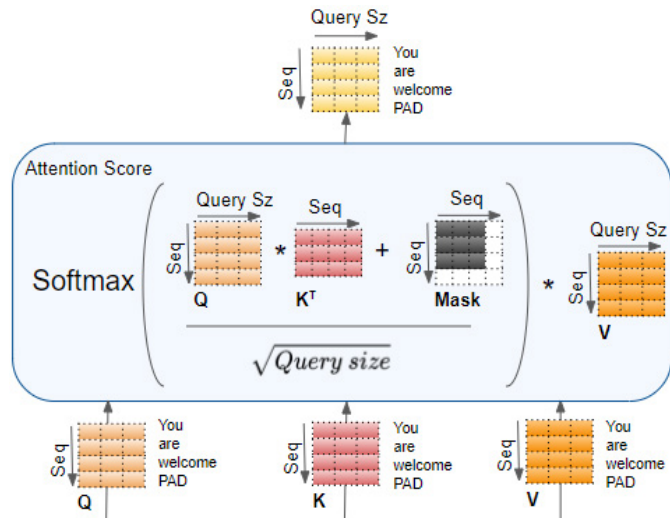 Query Sz
Seq
You
are
welcome
PAD
Attention Score
Softmax
Query Sz
Seq
Q
*
Seq
Kᵀ
+
Seq
Seq
Mask
√Query size
*
Query Sz
Seq
V
Seq
Q
You
are
welcome
PAD
Seq
K
You
are
welcome
PAD
Seq
V
You
are
welcome
PAD